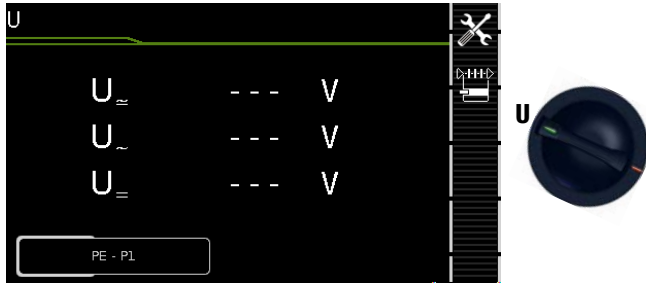 U
U≃ - - - V
U~ - - - V
U= - - - V
PE - P1
U